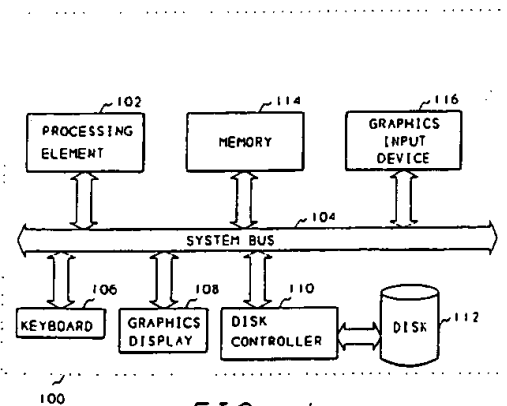 102
114
116
PROCESSING
ELEMENT
MEMORY
GRAPHICS
INPUT
DEVICE
104
SYSTEM BUS
106
108
110
KEYBOARD
GRAPHICS
DISPLAY
DISK
CONTROLLER
DISK
112
100